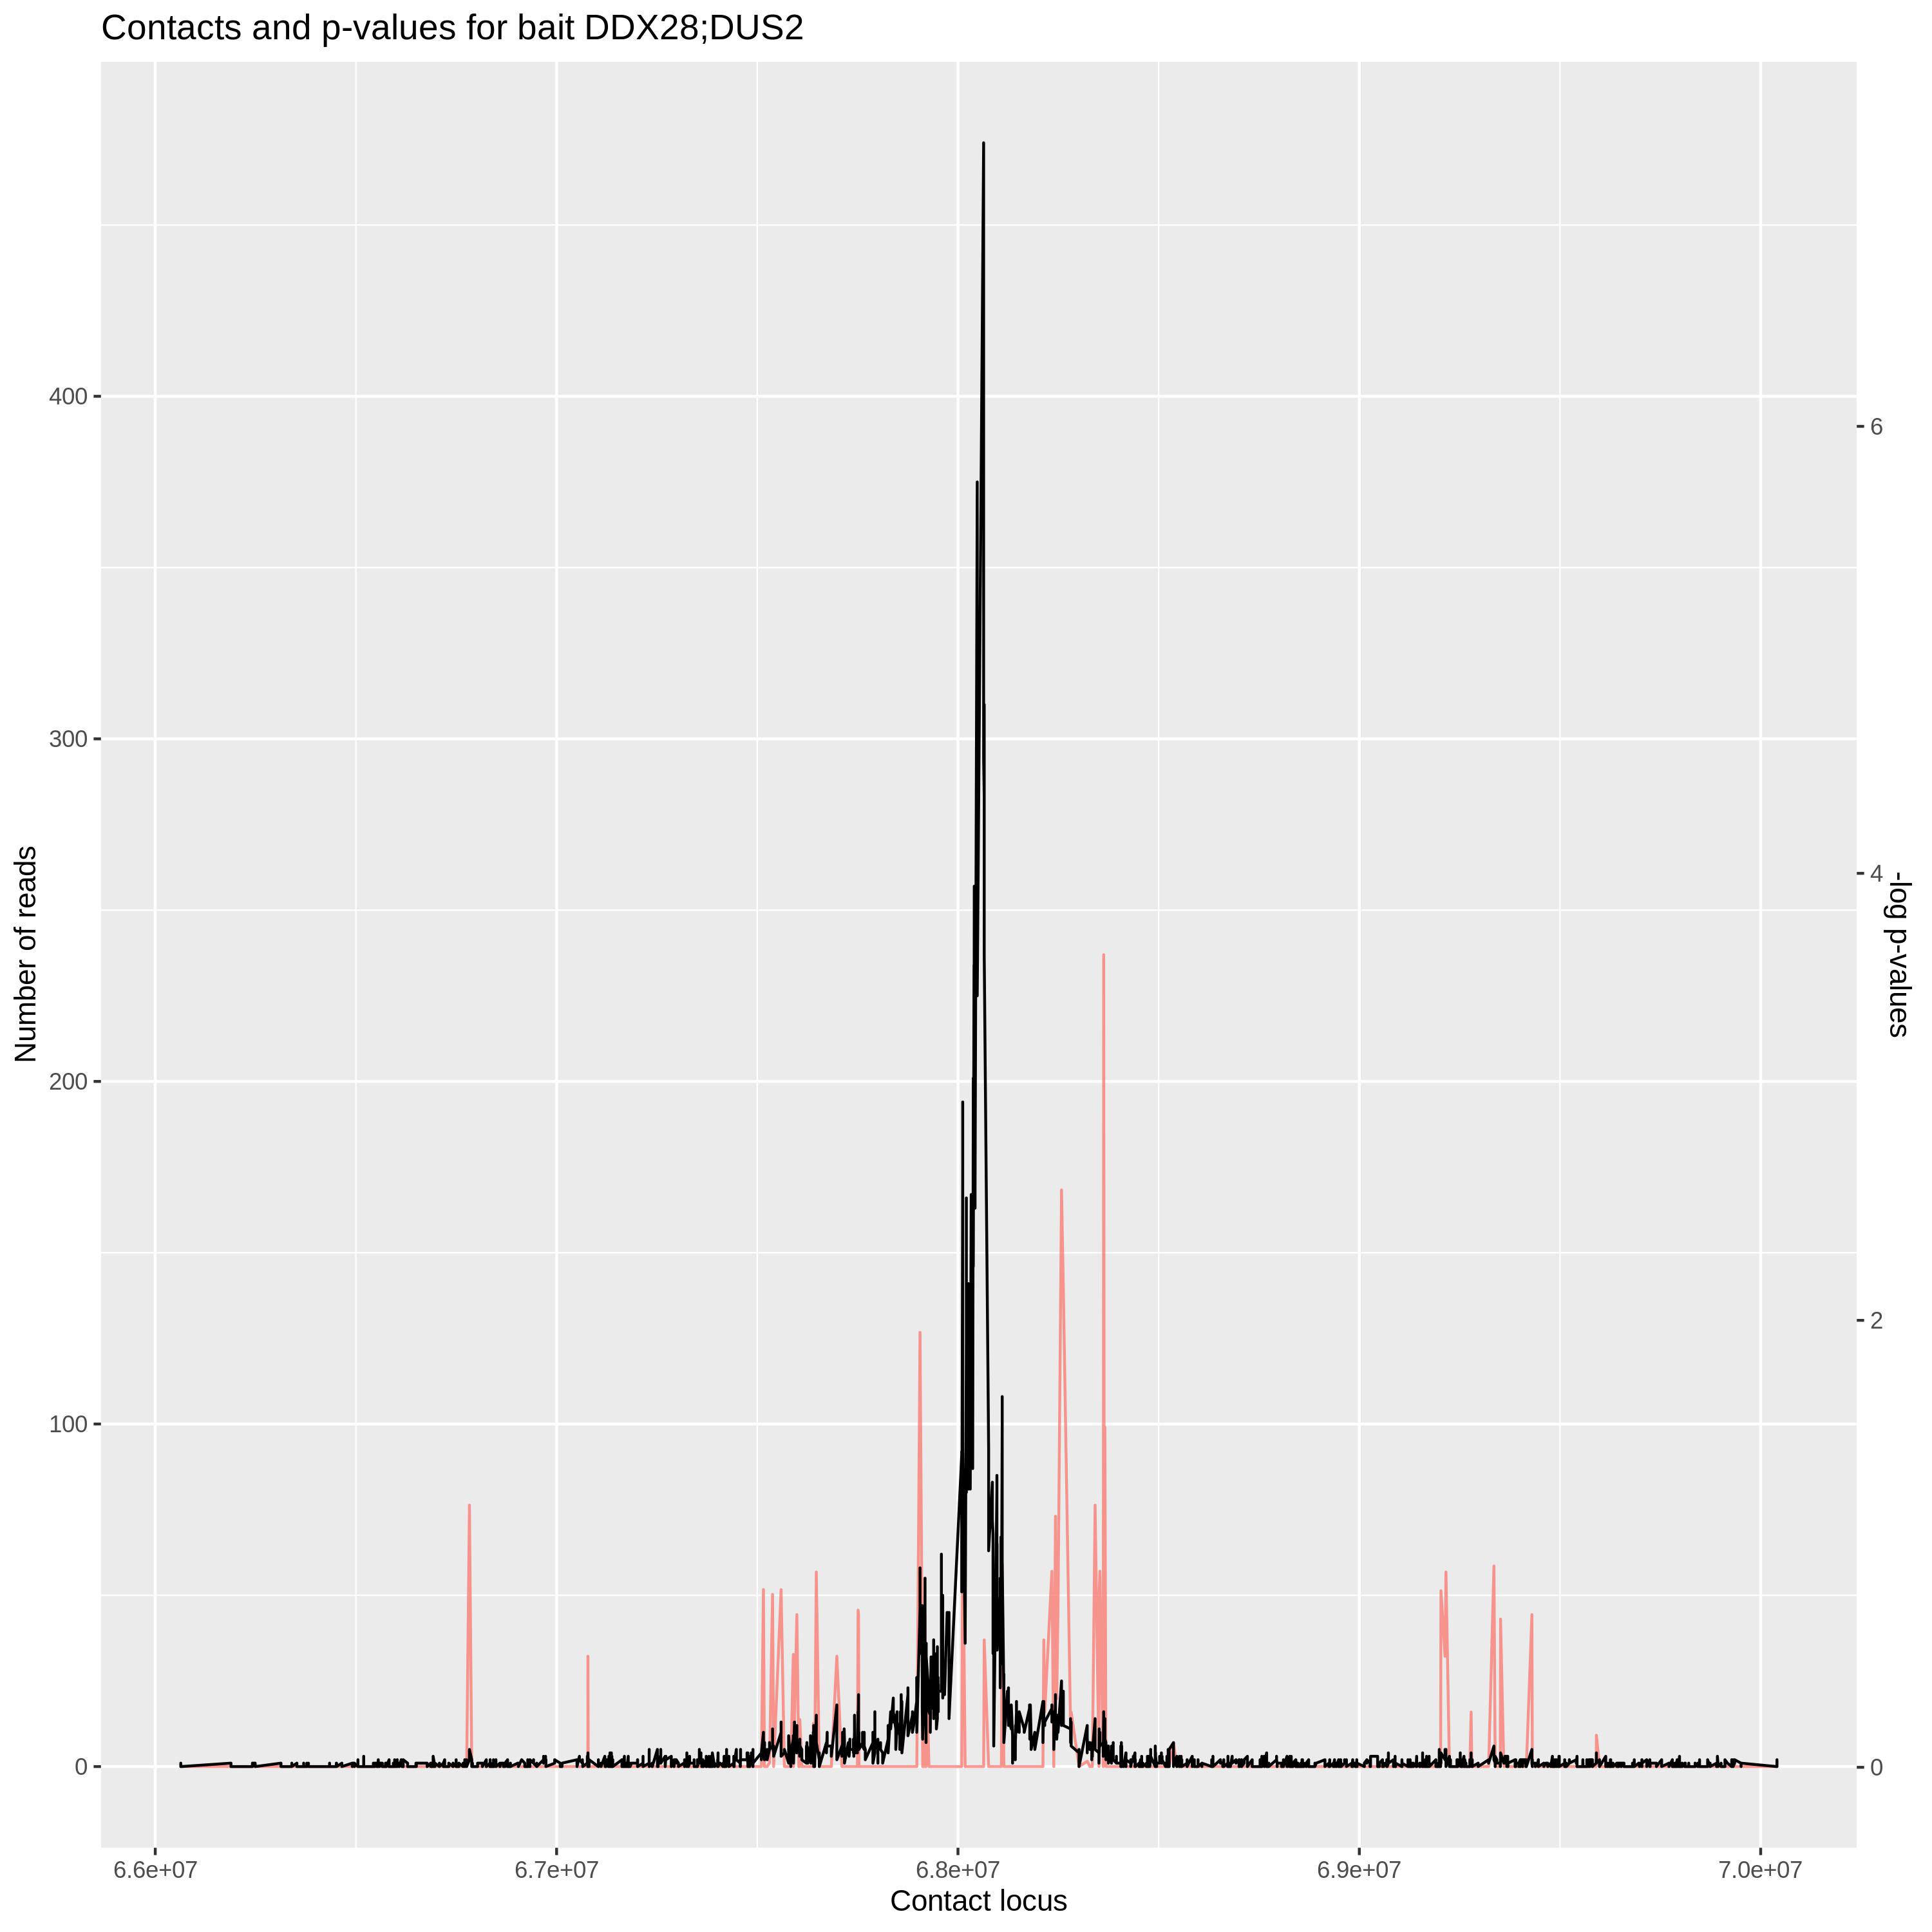 Contacts and p-values for bait DDX28;DUS2
Number of reads
400
300
200
100
0
6
4
2
0
-log p-values
6.6e+07
6.7e+07
6.8e+07
6.9e+07
7.0e+07
Contact locus